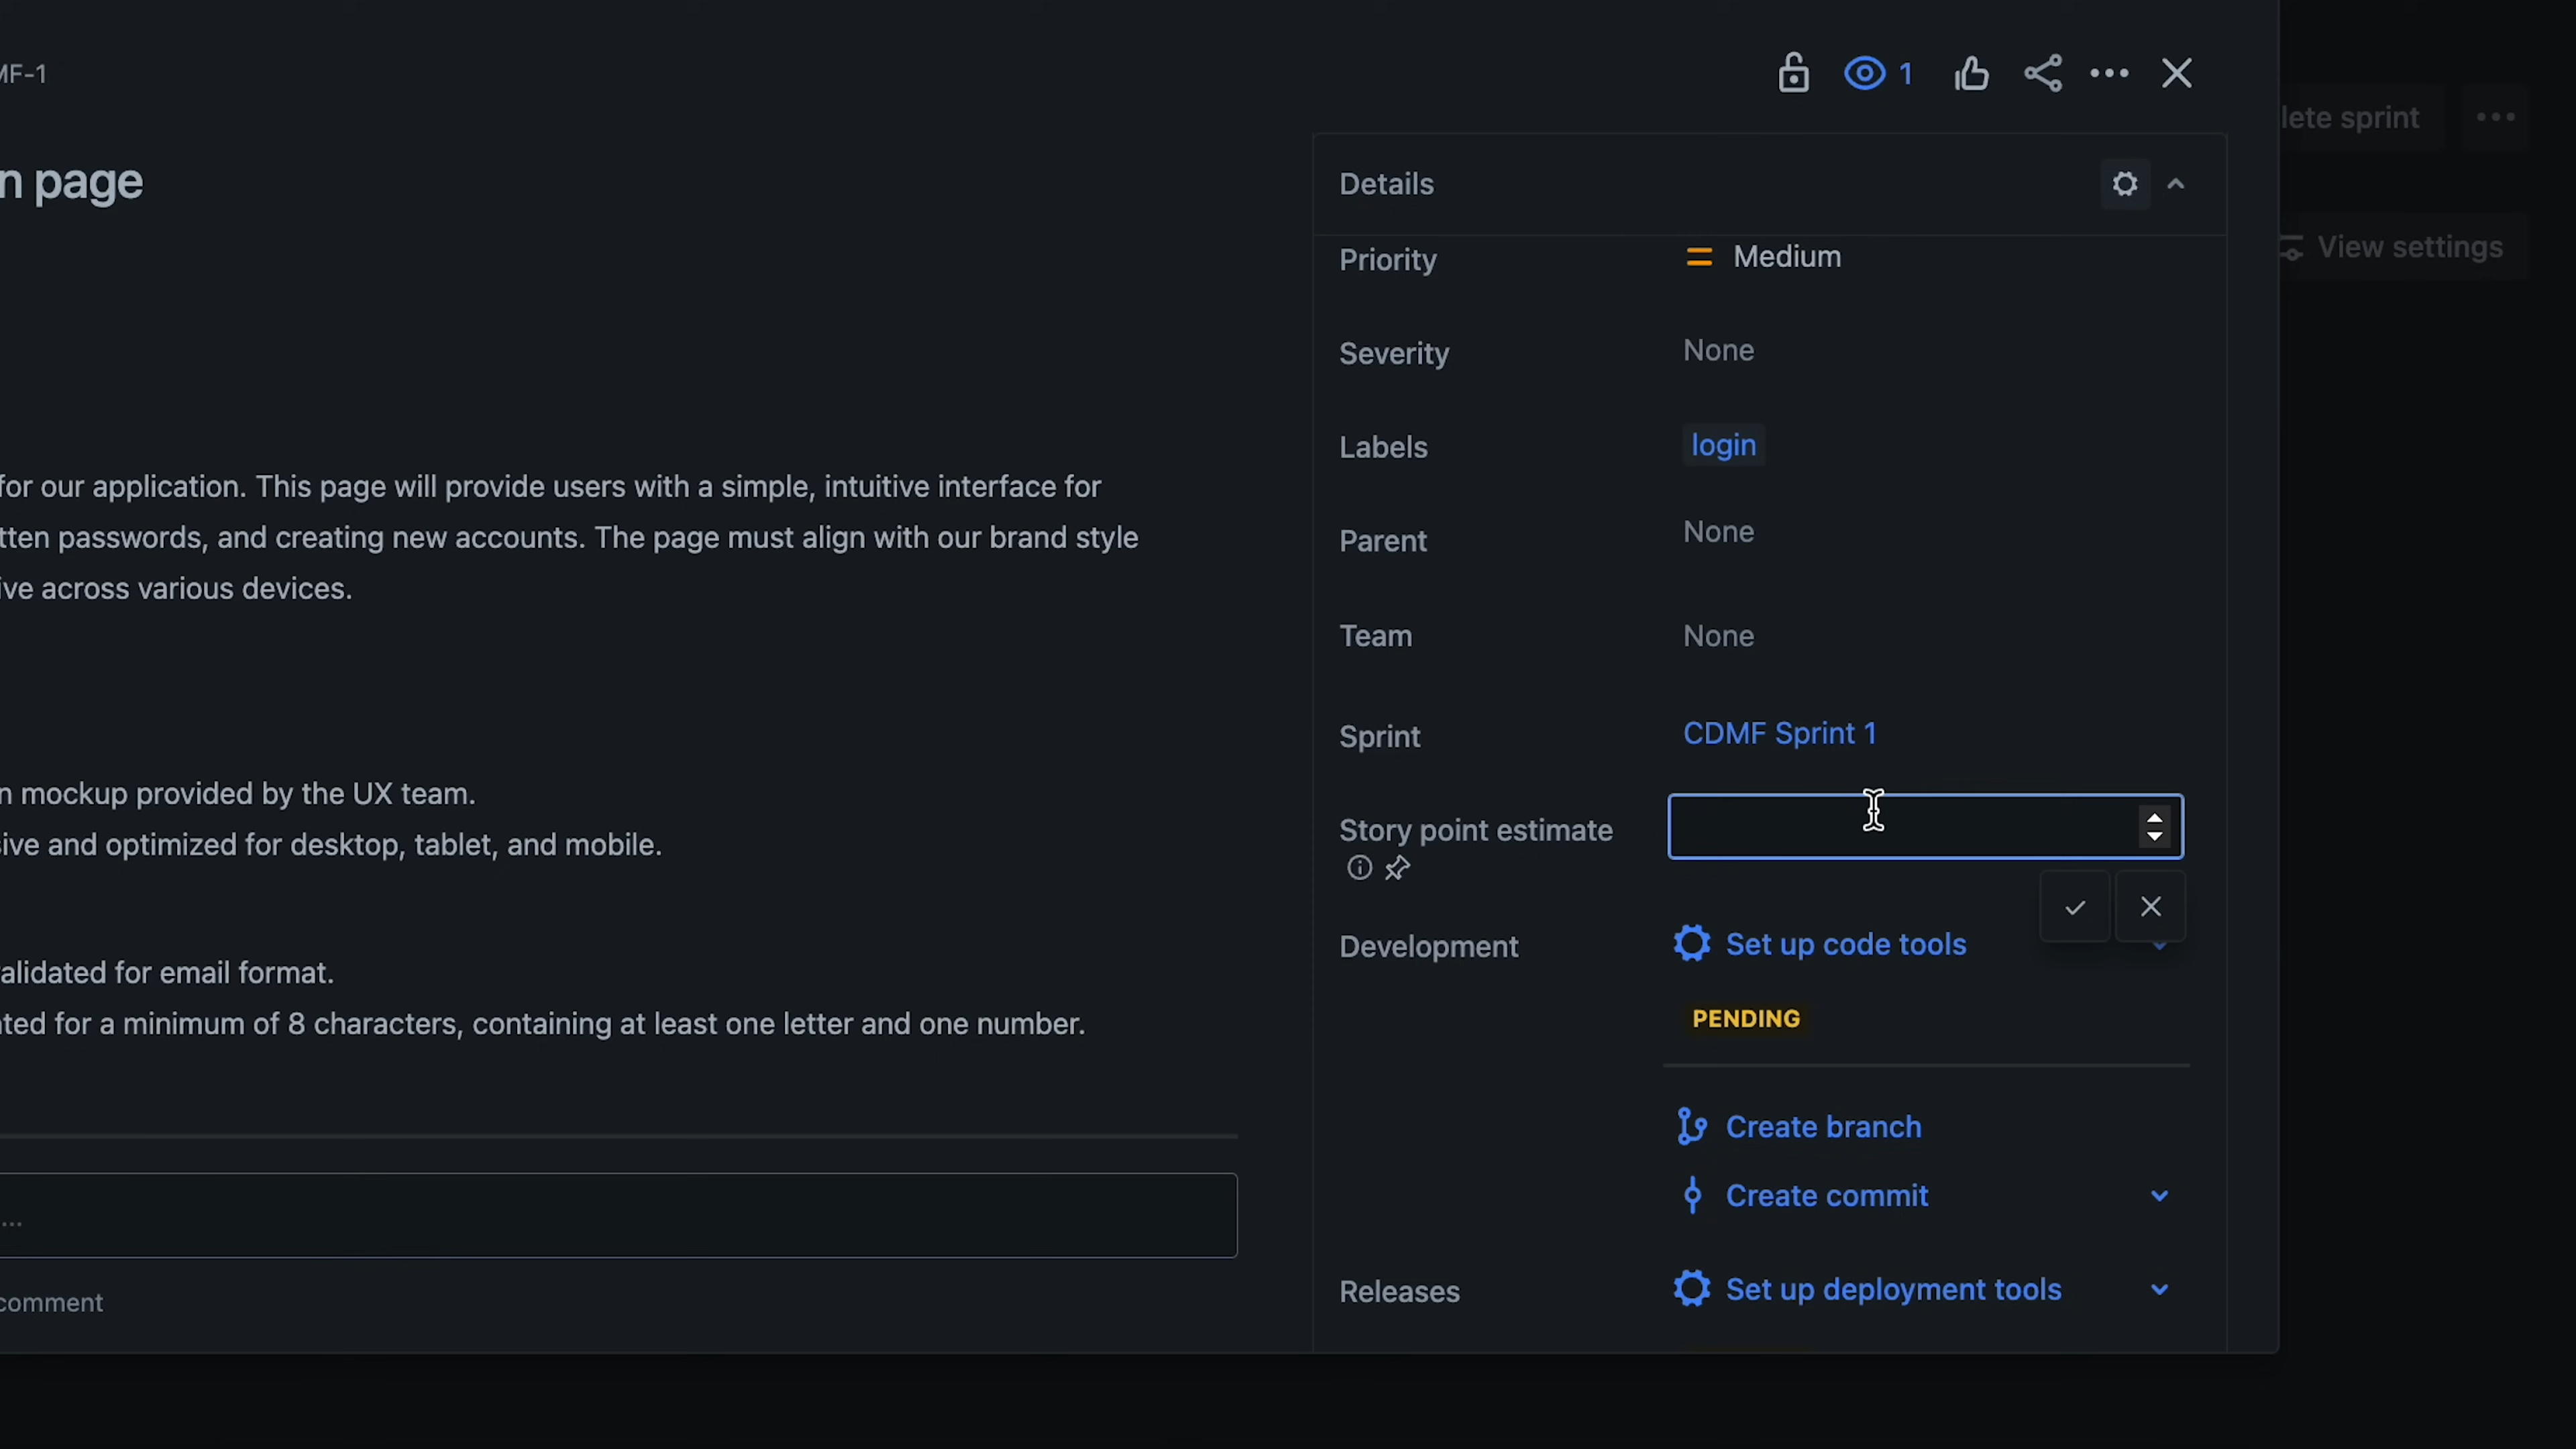 MF-1
1
lete sprint
n page
Details
View settings
Priority
Medium
Severity
None
Labels
login
for our application. This page will provide users with a simple, intuitive interface for
tten passwords, and creating new accounts. The page must align with our brand style
ive across various devices.
Parent
None
Team
None
Sprint
CDMF Sprint 1
n mockup provided by the UX team.
sive and optimized for desktop, tablet, and mobile.
Story point estimate
Development
Set up code tools
alidated for email format.
ated for a minimum of 8 characters, containing at least one letter and one number.
PENDING
Create branch
Create commit
...
Releases
Set up deployment tools
comment